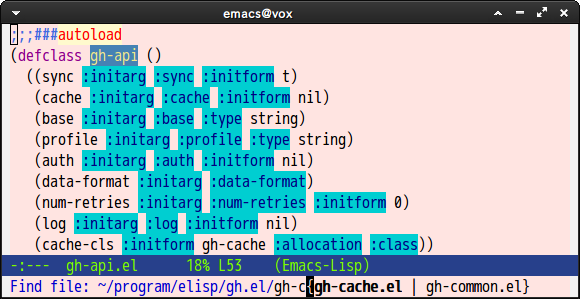 emacs@vox
;;;###autoload
(defclass gh-api ()
  ((sync :initarg :sync :initform t)
   (cache :initarg :cache :initform nil)
   (base :initarg :base :type string)
   (profile :initarg :profile :type string)
   (auth :initarg :auth :initform nil)
   (data-format :initarg :data-format)
   (num-retries :initarg :num-retries :initform 0)
   (log :initarg :log :initform nil)
   (cache-cls :initform gh-cache :allocation :class))
-:---  gh-api.el      18% L53    (Emacs-Lisp)
Find file: ~/program/elisp/gh.el/gh-c{gh-cache.el | gh-common.el}